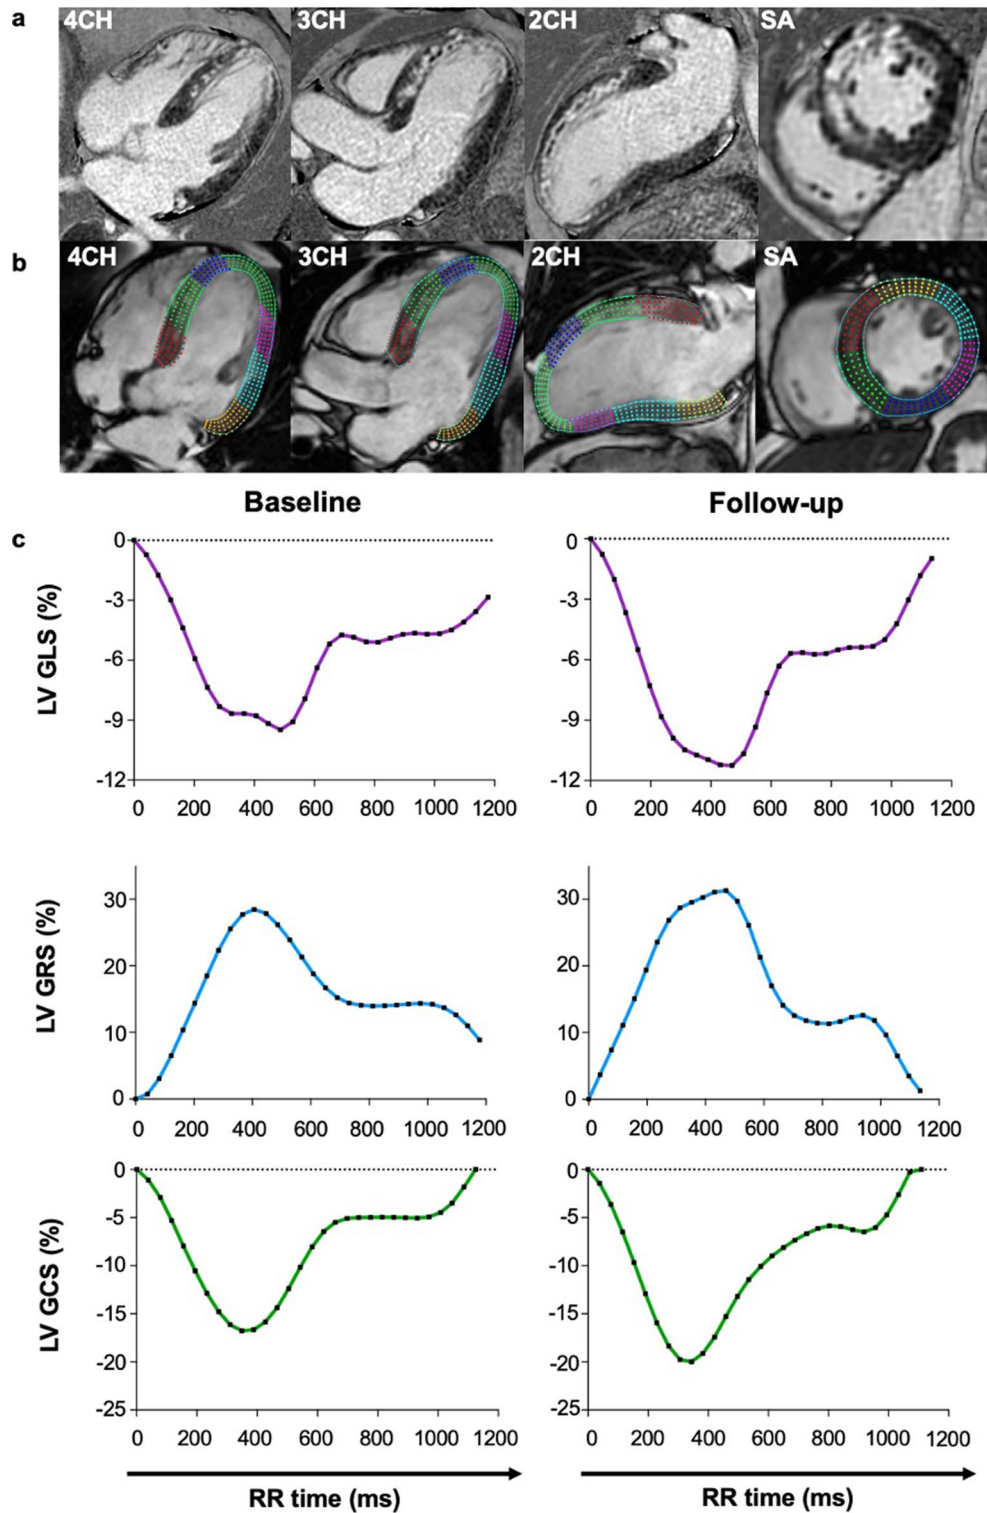 a 4CH 3CH 2CH SA
b 4CH 3CH 2CH SA
Baseline Follow-up
c
LV GLS (%)
0
-3
-6
-9
-12
0 200 400 600 800 1000 1200
0
-3
-6
-9
-12
0 200 400 600 800 1000 1200
LV GRS (%)
30
20
10
0
0 200 400 600 800 1000 1200
30
20
10
0
0 200 400 600 800 1000 1200
LV GCS (%)
0
-5
-10
-15
-20
-25
0 200 400 600 800 1000 1200
0
-5
-10
-15
-20
-25
0 200 400 600 800 1000 1200
RR time (ms) RR time (ms)